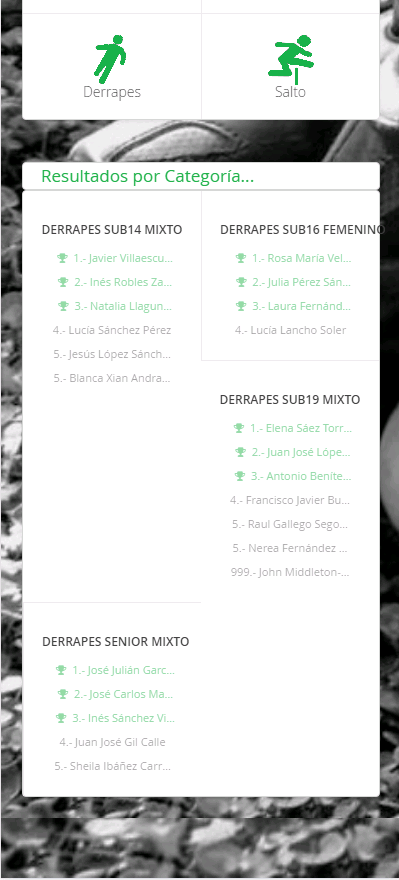 Derrapes
Salto
Resultados por Categoría...
DERRAPES SUB14 MIXTO
1.- Javier Villaescu...
2.- Inés Robles Za...
3.- Natalia Llagun...
4.- Lucía Sánchez Pérez
5.- Jesús López Sánch...
5.- Blanca Xian Andra...
DERRAPES SUB16 FEMENINO
1.- Rosa María Vel...
2.- Julia Pérez Sán...
3.- Laura Fernánd...
4.- Lucía Lancho Soler
DERRAPES SUB19 MIXTO
1.- Elena Sáez Torr...
2.- Juan José Lópe...
3.- Antonio Beníte...
4.- Francisco Javier Bu...
5.- Raul Gallego Sego...
5.- Nerea Fernández ...
999.- John Middleton-...
DERRAPES SENIOR MIXTO
1.- José Julián Garc...
2.- José Carlos Ma...
3.- Inés Sánchez Vi...
4.- Juan José Gil Calle
5.- Sheila Ibáñez Carr...